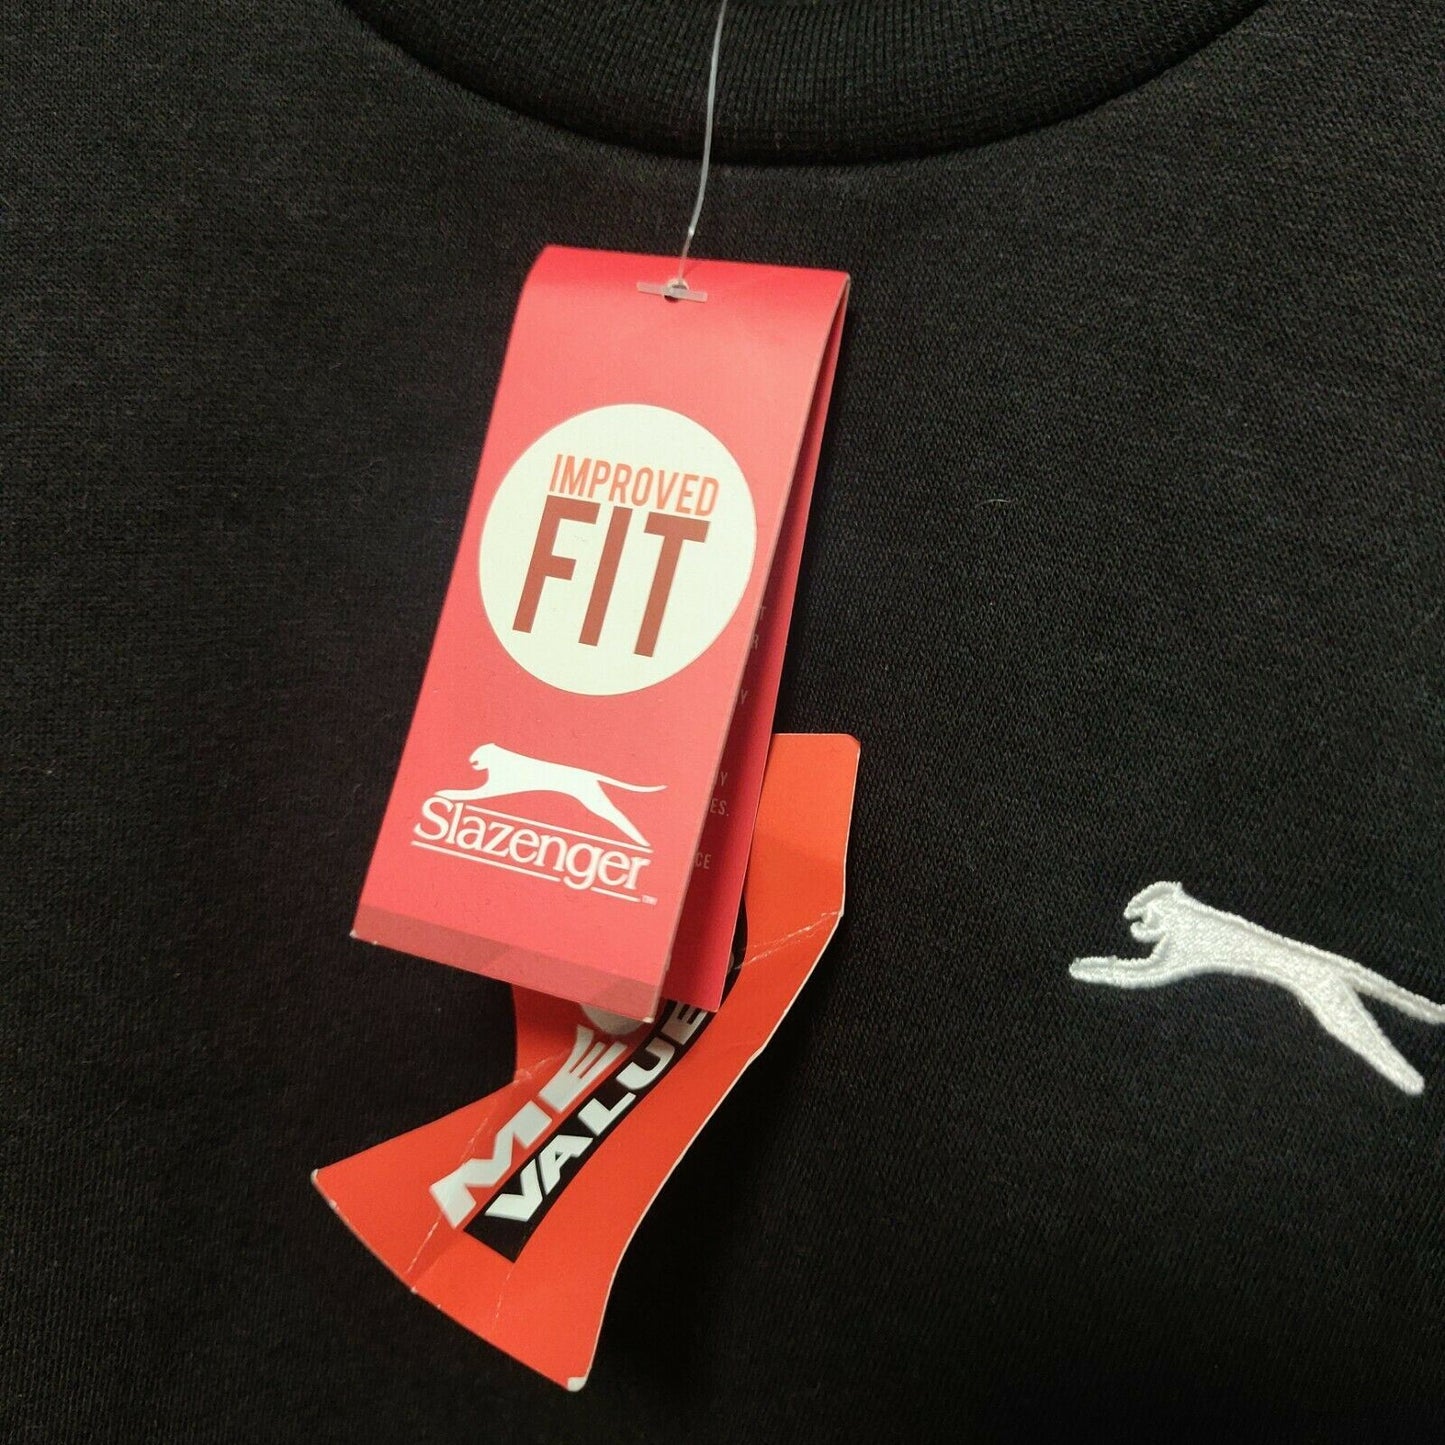 IMPROVED
FIT
Slazenger
VALUE